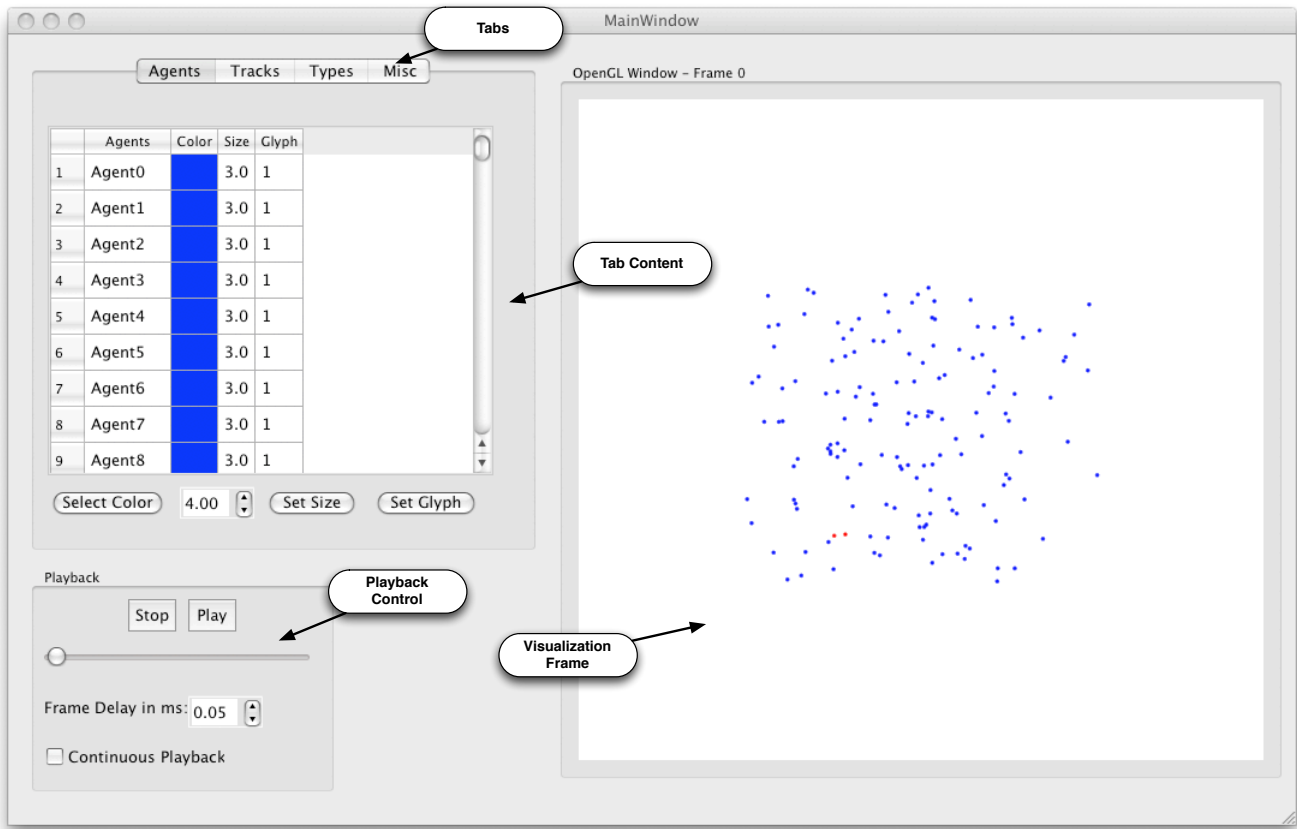 MainWindow
Tabs
Agents Tracks Types Misc
OpenGL Window - Frame 0
Agents Color Size Glyph
1 Agent0 3.0 1
2 Agent1 3.0 1
3 Agent2 3.0 1
4 Agent3 3.0 1
5 Agent4 3.0 1
6 Agent5 3.0 1
7 Agent6 3.0 1
8 Agent7 3.0 1
9 Agent8 3.0 1
Tab Content
Select Color 4.00 Set Size Set Glyph
Playback
Playback
Control
Stop Play
Visualization
Frame
Frame Delay in ms: 0.05
Continuous Playback